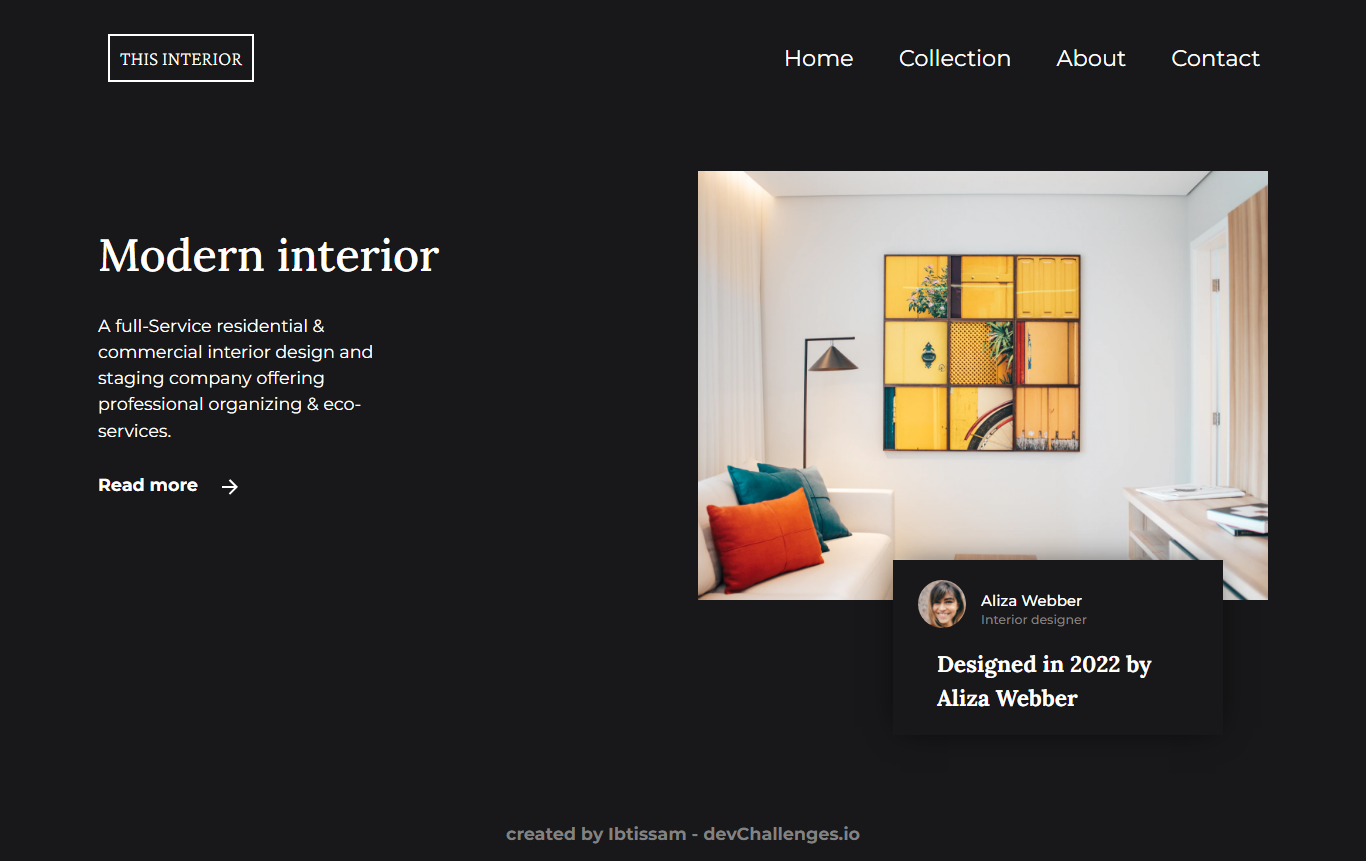 THIS INTERIOR
Home Collection About Contact
Modern interior
A full-Service residential &
commercial interior design and
staging company offering
professional organizing & eco-
services.
Read more
Aliza Webber
Interior designer
Designed in 2022 by
Aliza Webber
created by Ibtissam - devChallenges.io